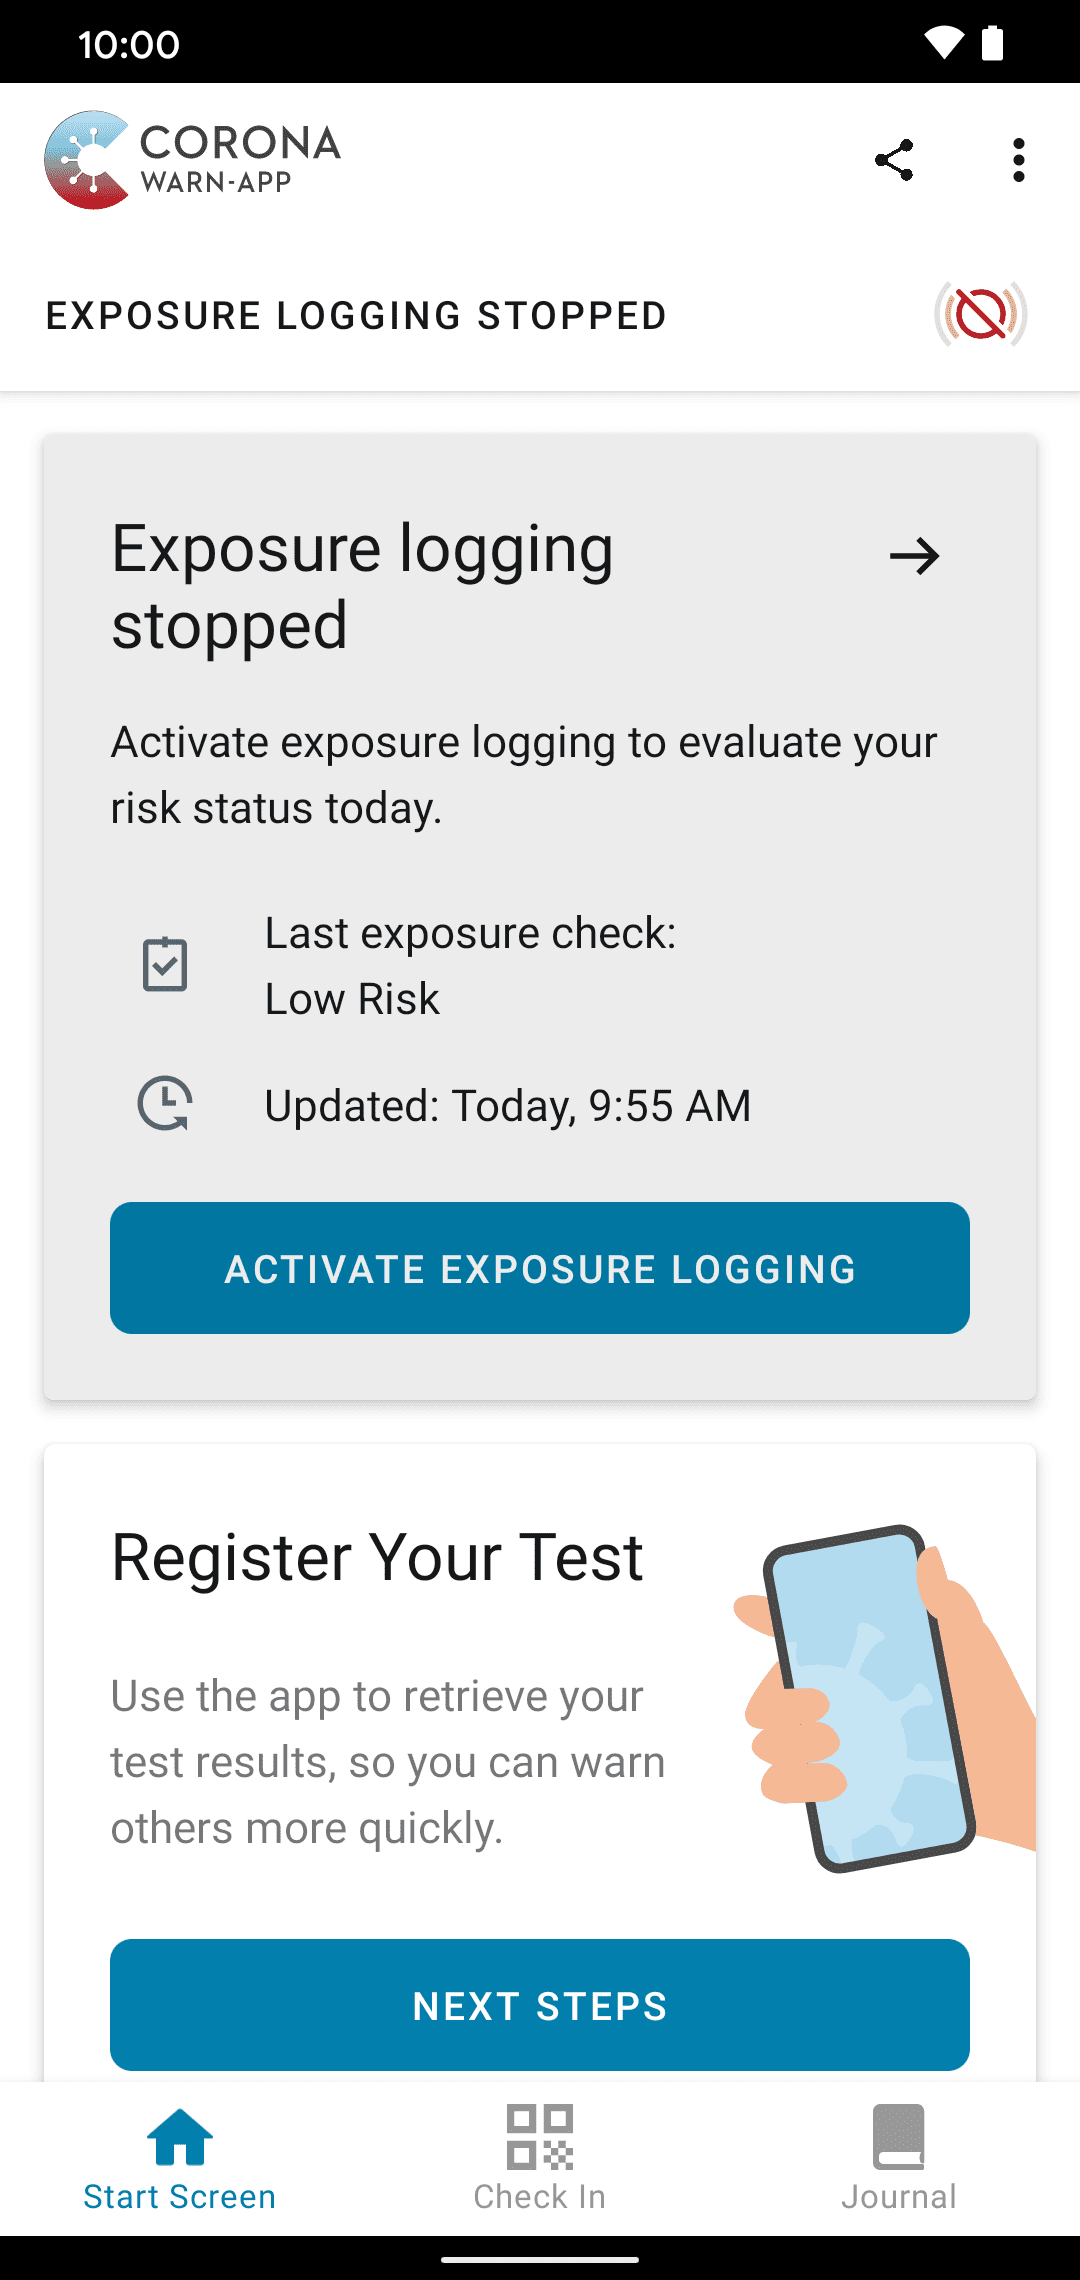 10:00
CORONA
WARN-APP
EXPOSURE LOGGING STOPPED
Exposure logging
stopped
Activate exposure logging to evaluate your
risk status today.
Last exposure check:
Low Risk
Updated: Today, 9:55 AM
ACTIVATE EXPOSURE LOGGING
Register Your Test
Use the app to retrieve your
test results, so you can warn
others more quickly.
NEXT STEPS
Start Screen
Check In
Journal